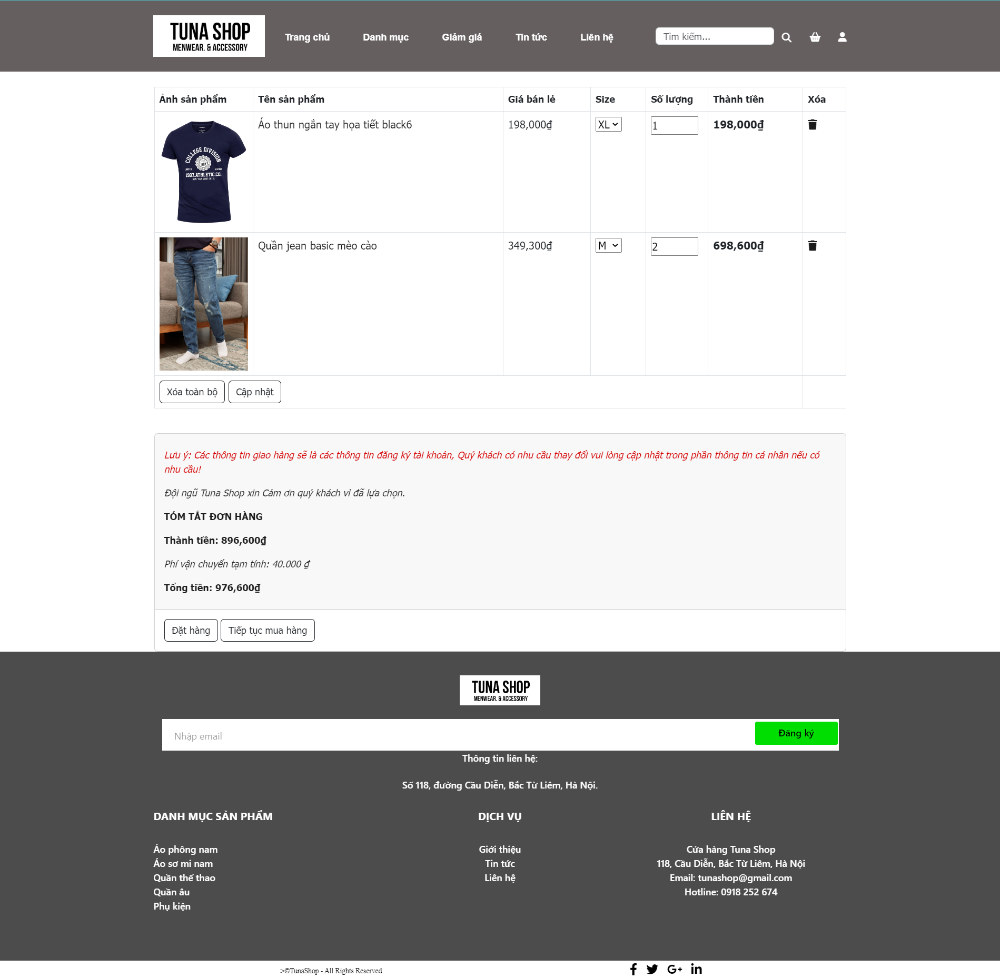 TUNA SHOP
MENWEAR. & ACCESSORY
Trang chủ Danh mục Giảm giá Tin tức Liên hệ Tìm kiếm...
Ảnh sản phẩm Tên sản phẩm Giá bán lẻ Size Số lượng Thành tiền Xóa
Áo thun ngắn tay họa tiết black6 198,000₫ XL 1 198,000₫
COLLEGE DIVISION
1987
1987.ATHLETIC.CO.
Quần jean basic mèo cào 349,300₫ M 2 698,600₫
Xóa toàn bộ Cập nhật
Lưu ý: Các thông tin giao hàng sẽ là các thông tin đăng ký tài khoản, Quý khách có nhu cầu thay đổi vui lòng cập nhật trong phần thông tin cá nhân nếu có
nhu cầu!
Đội ngũ Tuna Shop xin Cảm ơn quý khách vì đã lựa chọn.
TÓM TẮT ĐƠN HÀNG
Thành tiền: 896,600₫
Phí vận chuyển tạm tính: 40.000 ₫
Tổng tiền: 976,600₫
Đặt hàng Tiếp tục mua hàng
TUNA SHOP
MENWEAR. & ACCESSORY
Nhập email Đăng ký
Thông tin liên hệ:
Số 118, đường Cầu Diễn, Bắc Từ Liêm, Hà Nội.
DANH MỤC SẢN PHẨM
Áo phông nam
Áo sơ mi nam
Quần thể thao
Quần âu
Phụ kiện
DỊCH VỤ
Giới thiệu
Tin tức
Liên hệ
LIÊN HỆ
Cửa hàng Tuna Shop
118, Cầu Diễn, Bắc Từ Liêm, Hà Nội
Email: tunashop@gmail.com
Hotline: 0918 252 674
>©TunaShop - All Rights Reserved